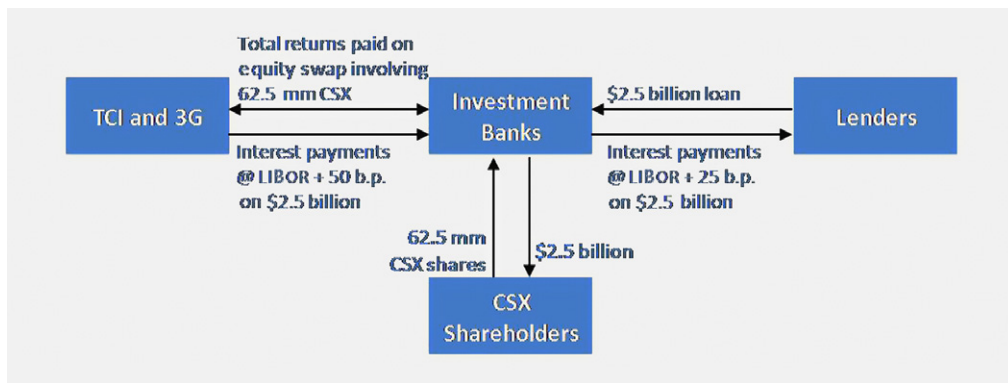 Total returns paid on
equity swap involving
62.5 mm CSX
TCI and 3G
Investment
Banks
$2.5 billion loan
Lenders
Interest payments
@ LIBOR + 50 b.p.
on $2.5 billion
Interest payments
@ LIBOR + 25 b.p.
on $2.5 billion
62.5 mm
CSX shares
$2.5 billion
CSX
Shareholders